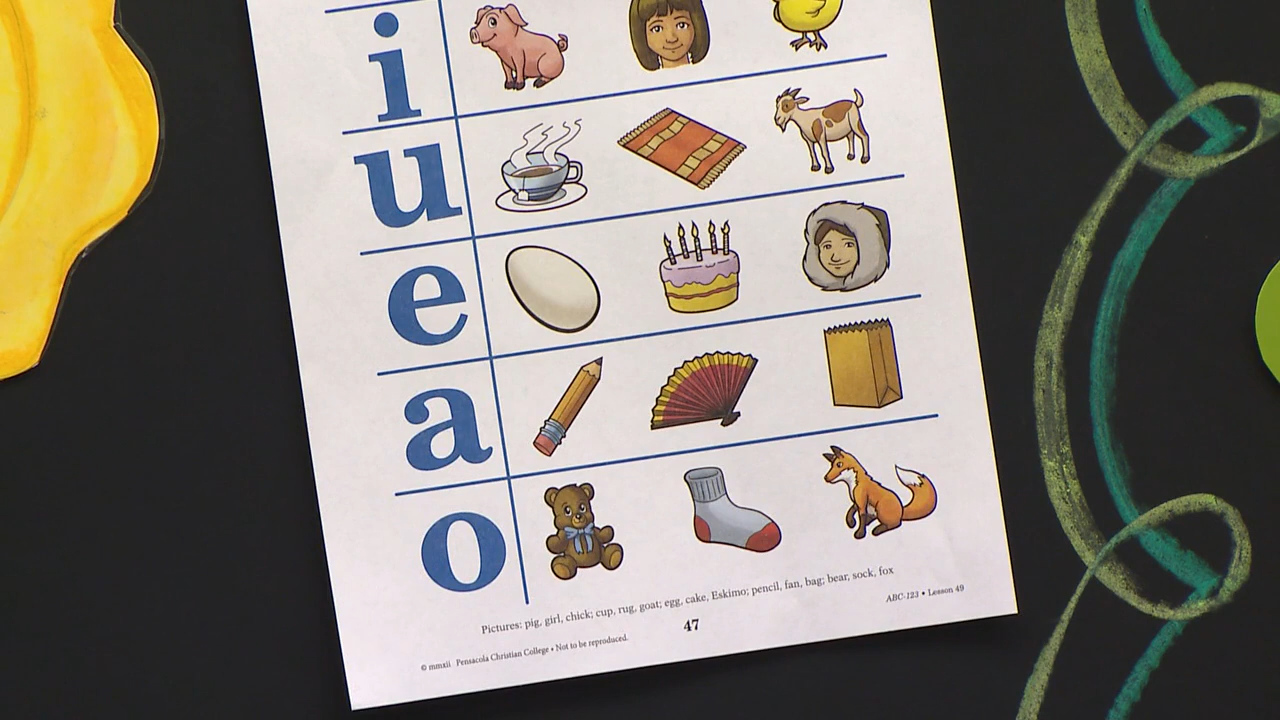 i
u
e
a
o
Pictures: pig, girl, chick; cup, rug, goat; egg, cake, Eskimo; pencil, fan, bag; bear, sock, fox
ABC-123 • Lesson 49
47
© mmxii Pensacola Christian College • Not to be reproduced.